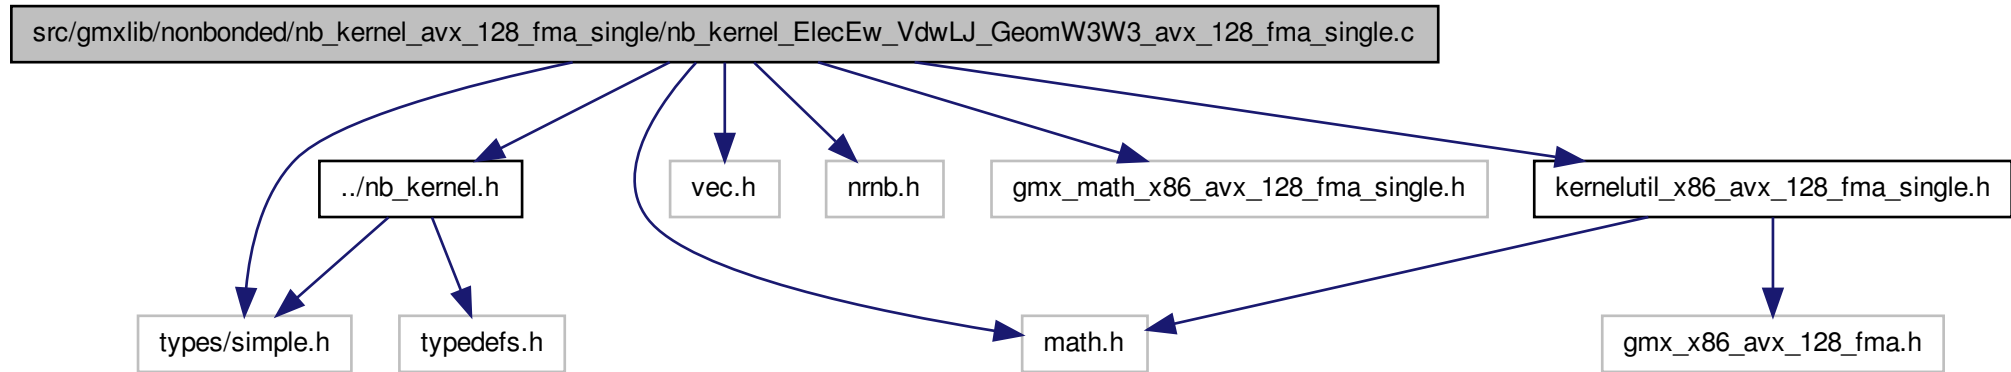 src/gmxlib/nonbonded/nb_kernel_avx_128_fma_single/nb_kernel_ElecEw_VdwLJ_GeomW3W3_avx_128_fma_single.c
../nb_kernel.h
vec.h
nrnb.h
gmx_math_x86_avx_128_fma_single.h
kernelutil_x86_avx_128_fma_single.h
types/simple.h
typedefs.h
math.h
gmx_x86_avx_128_fma.h